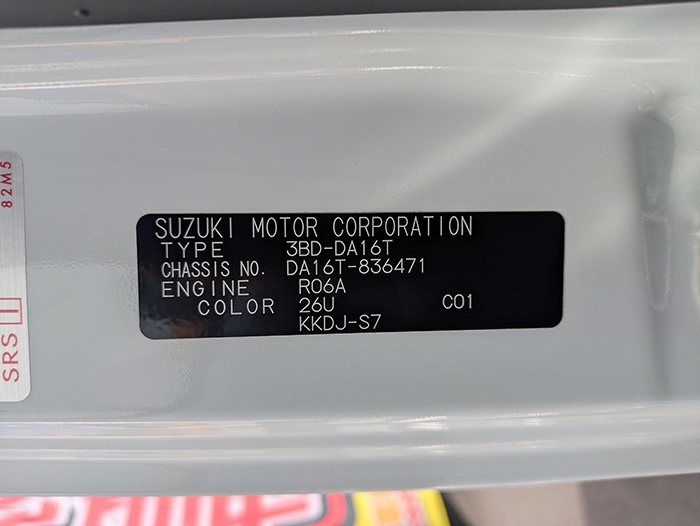 SUZUKI MOTOR CORPORATION
TYPE 3BD-DA16T
CHASSIS NO. DA16T-836471
ENGINE R06A
COLOR 26U C01
KKDJ-S7
SRS
82M5